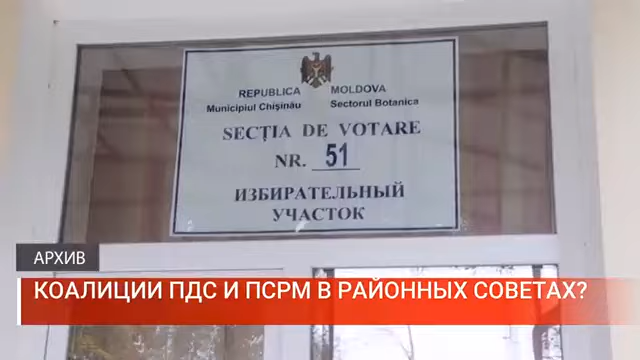 REPUBLICA MOLDOVA
Municipiul Chişinău Sectorul Botanica
SECŢIA DE VOTARE
NR. 51
ИЗБИРАТЕЛЬНЫЙ
УЧАСТОК
АРХИВ
КОАЛИЦИИ ПДС И ПСРМ В РАЙОННЫХ СОВЕТАХ?